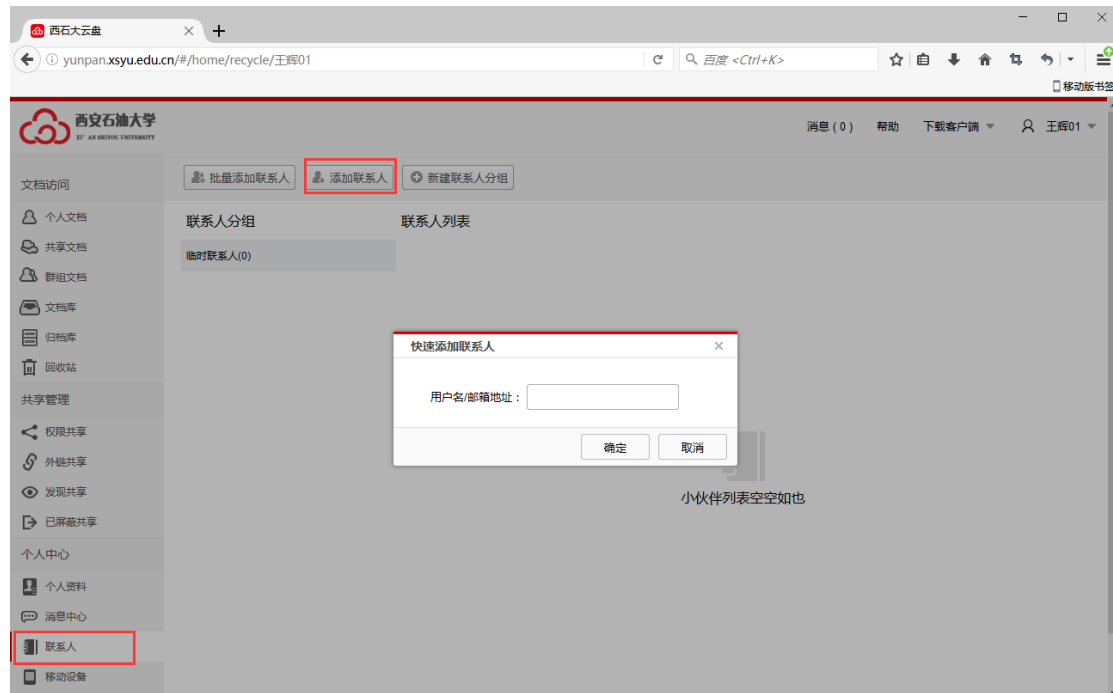 西石大云盘
yunpan.xsyu.edu.cn/#/home/recycle/王辉01
百度 <Ctrl+K>
移动版书签
西安石油大学
XI' AN SHIYOU UNIVERSITY
消息 ( 0 ) 帮助 下载客户端 王辉01
文档访问
批量添加联系人 添加联系人 新建联系人分组
个人文档
联系人分组 联系人列表
共享文档
临时联系人(0)
群组文档
文档库
归档库
快速添加联系人
回收站
用户名/邮箱地址：
共享管理
权限共享
确定 取消
外链共享
发现共享
小伙伴列表空空如也
已屏蔽共享
个人中心
个人资料
消息中心
联系人
移动设备